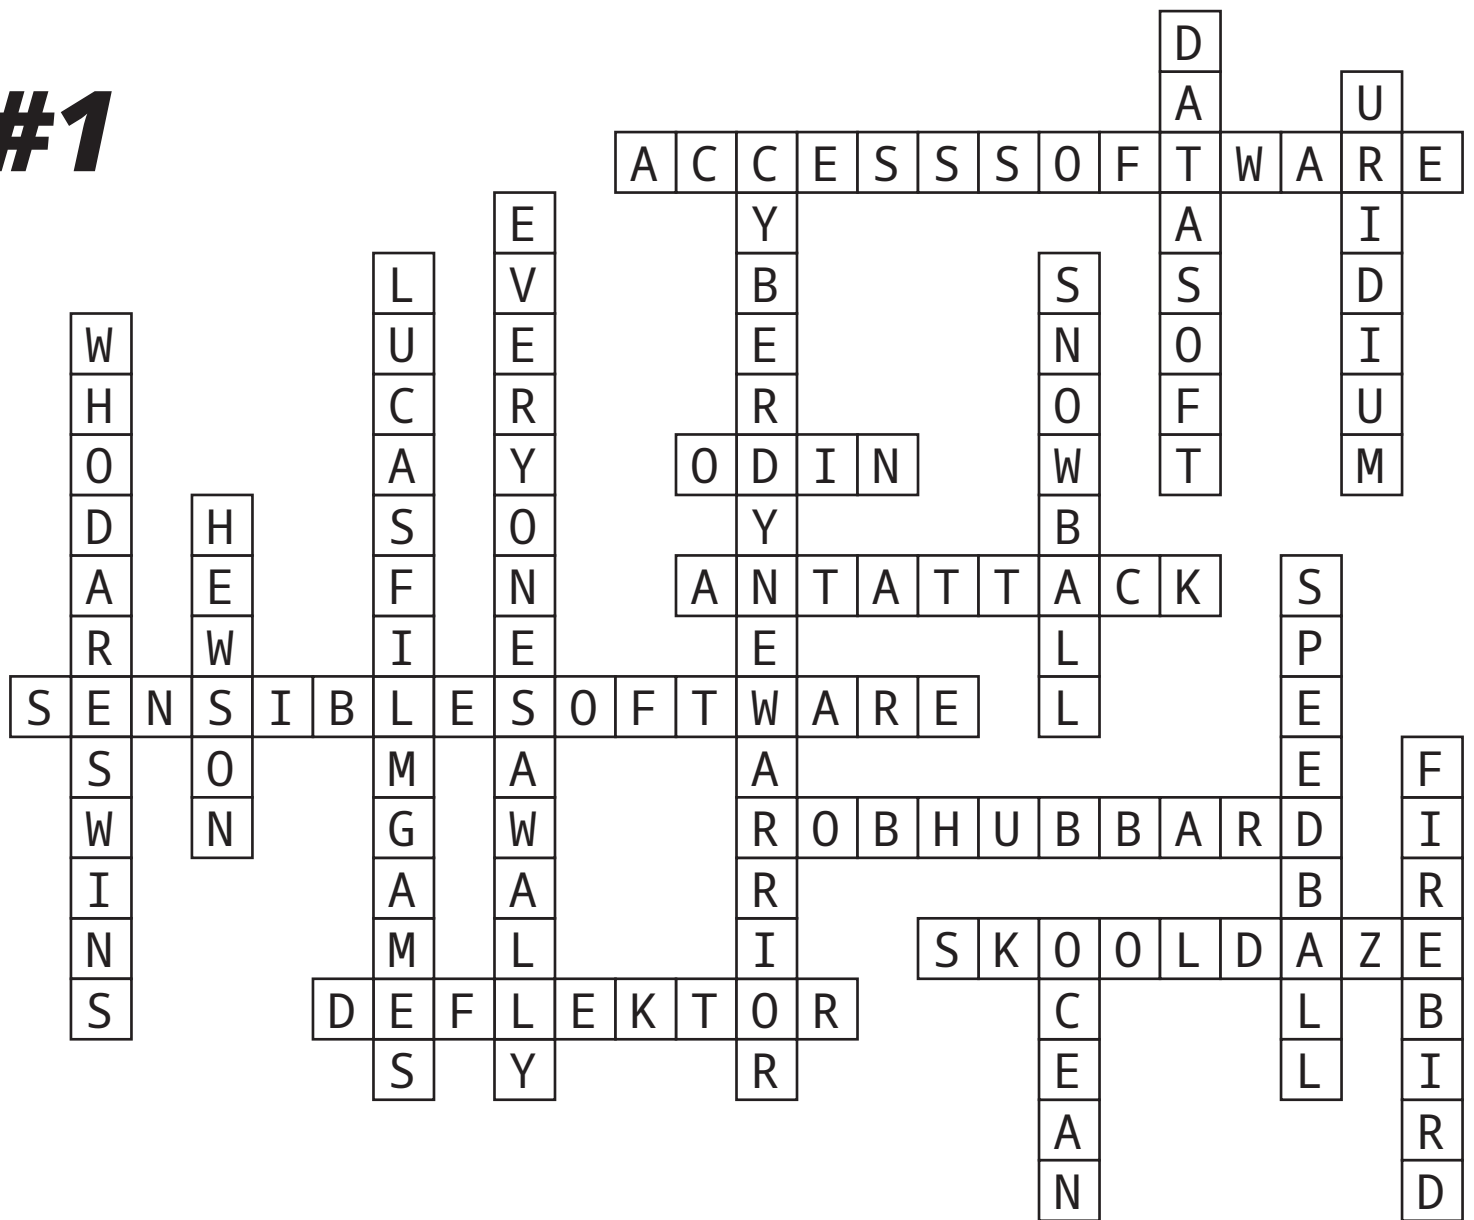 #1
DATASOFT
URIDIUM
ACCESSSOFTWARE
CYBERDYNEWARRIOR
EVERYONESAWALLY
LUCASFILMGAMES
SNOWBALL
WHODARESWINS
ODIN
HEWSON
ANTATTACK
SPEEDBALL
SENSIBLESOFTWARE
FIREBIRD
ROBHUBBARD
SKOOLDAZE
OCEAN
DEFLEKTOR